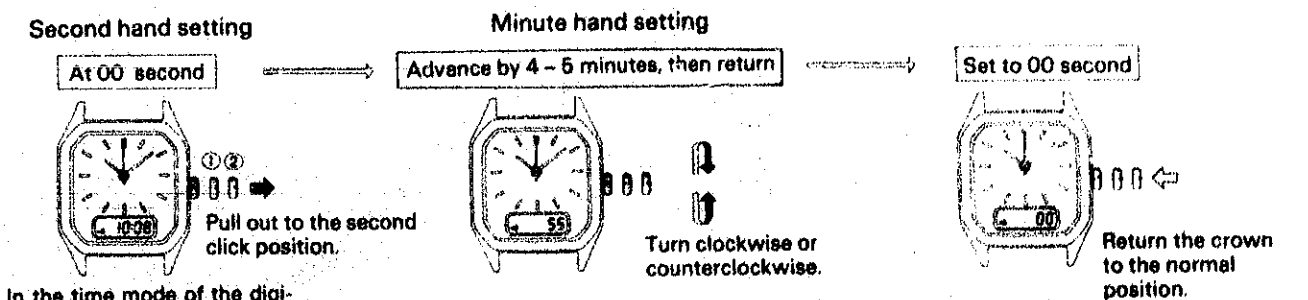 Second hand setting
Minute hand setting
At 00 second
Advance by 4 ~ 5 minutes, then return
Set to 00 second
① ②
10:08
Pull out to the second
click position.
55
Turn clockwise or
counterclockwise.
00
Return the crown
to the normal
position.
In the time mode of the digi-